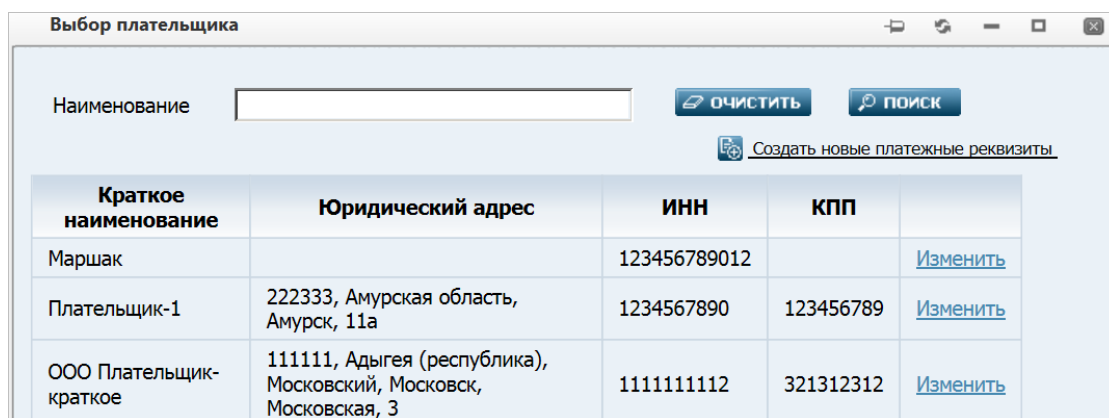 Выбор плательщика
Наименование ОЧИСТИТЬ ПОИСК
Создать новые платежные реквизиты
Краткое
наименование
Юридический адрес
ИНН
КПП
Маршак
123456789012
Изменить
Плательщик-1
222333, Амурская область,
Амурск, 11а
1234567890
123456789
Изменить
ООО Плательщик-
краткое
111111, Адыгея (республика),
Московский, Московск,
Московская, 3
1111111112
321312312
Изменить